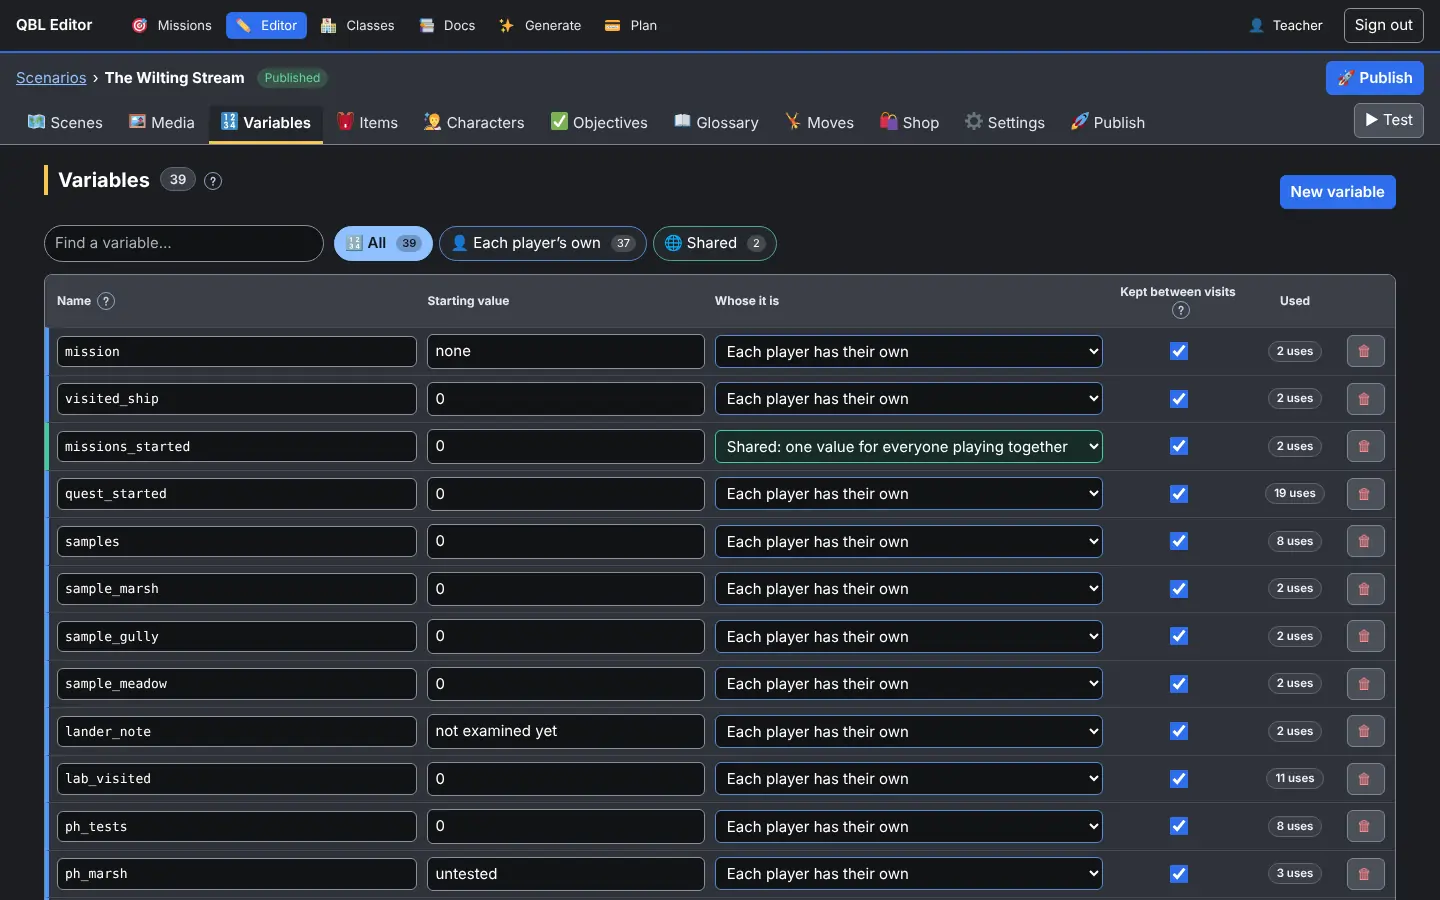 QBL Editor Missions Editor Classes Docs Generate Plan Teacher Sign out
Scenarios › The Wilting Stream Published Publish
Scenes Media Variables Items Characters Objectives Glossary Moves Shop Settings Publish Test
Variables 39 ?
New variable
Find a variable... All 39 Each player’s own 37 Shared 2
Name ? Starting value Whose it is Kept between visits ? Used
mission none Each player has their own 2 uses
visited_ship 0 Each player has their own 2 uses
missions_started 0 Shared: one value for everyone playing together 2 uses
quest_started 0 Each player has their own 19 uses
samples 0 Each player has their own 8 uses
sample_marsh 0 Each player has their own 2 uses
sample_gully 0 Each player has their own 2 uses
sample_meadow 0 Each player has their own 2 uses
lander_note not examined yet Each player has their own 2 uses
lab_visited 0 Each player has their own 11 uses
ph_tests 0 Each player has their own 8 uses
ph_marsh untested Each player has their own 3 uses